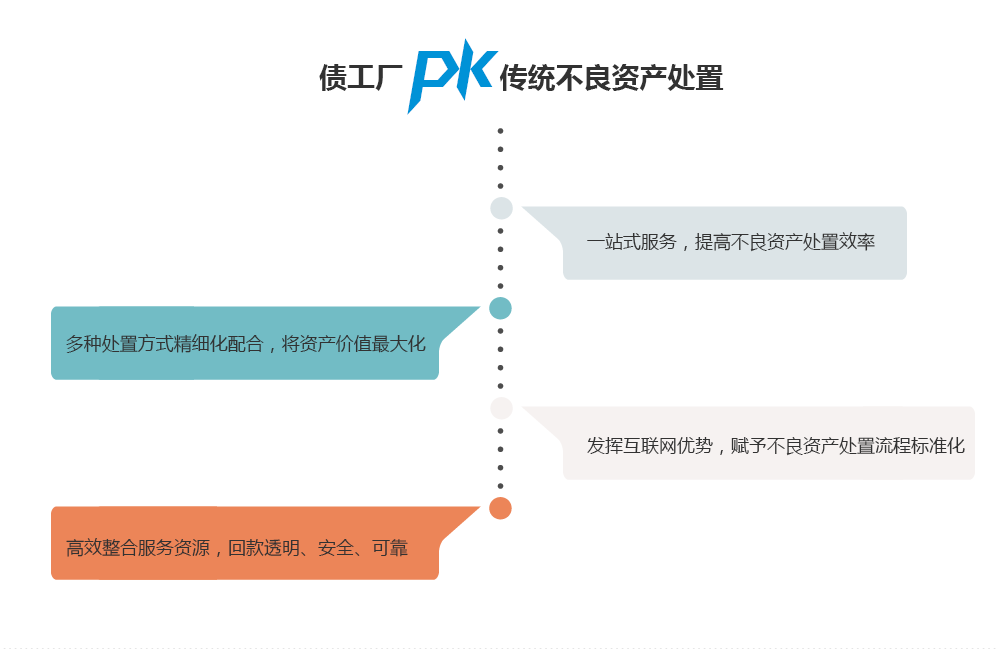 债工厂 PK 传统不良资产处置
一站式服务，提高不良资产处置效率
多种处置方式精细化配合，将资产价值最大化
发挥互联网优势，赋予不良资产处置流程标准化
高效整合服务资源，回款透明、安全、可靠